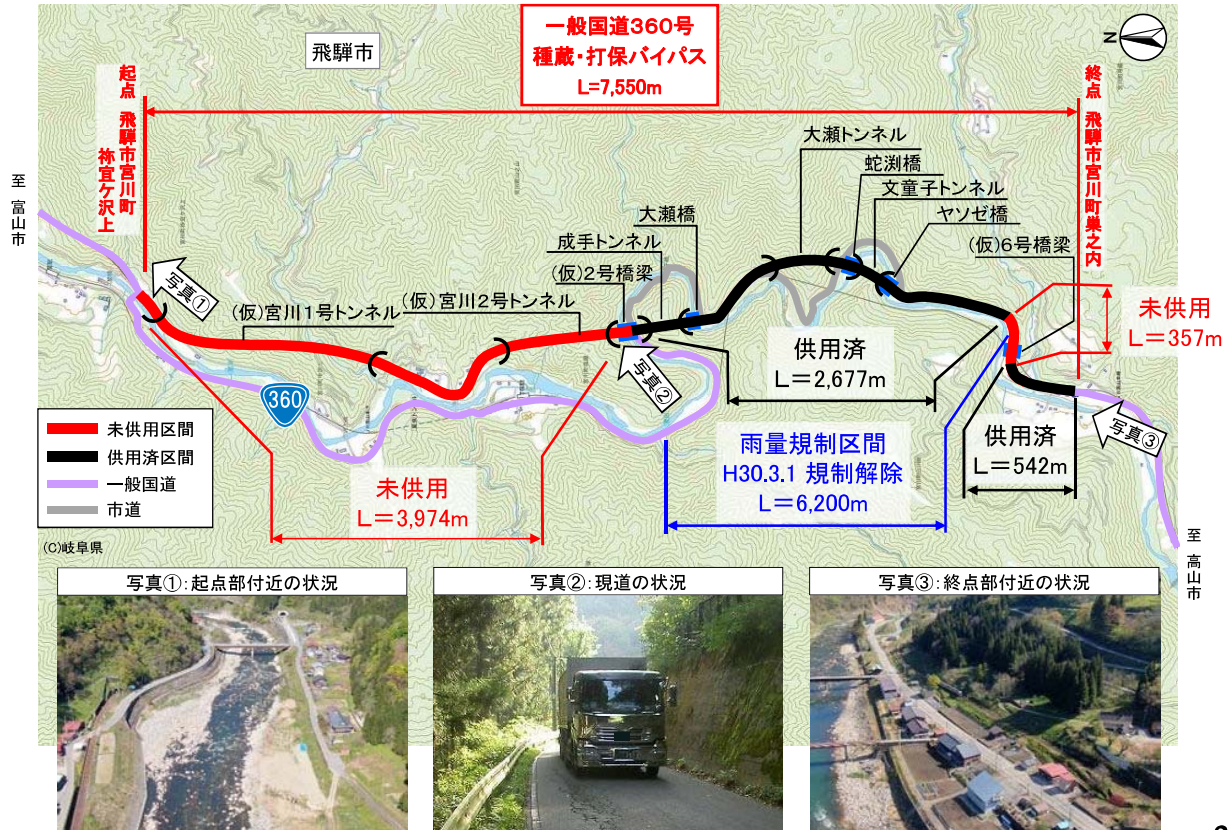 一般国道360号
種蔵・打保バイパス
L=7,550m
飛騨市
N
起点 飛騨市宮川町
祢宜ケ沢上
終点 飛騨市宮川町巣之内
至 富山市
大瀬トンネル
蛇渕橋
文童子トンネル
ヤソゼ橋
(仮)6号橋梁
大瀬橋
成手トンネル
(仮)2号橋梁
(仮)宮川2号トンネル
(仮)宮川1号トンネル
写真①
写真②
写真③
360
未供用
L=357m
供用済
L=2,677m
供用済
L=542m
雨量規制区間
H30.3.1 規制解除
L=6,200m
未供用
L=3,974m
未供用区間
供用済区間
一般国道
市道
(C)岐阜県
至 高山市
写真①:起点部付近の状況
写真②:現道の状況
写真③:終点部付近の状況